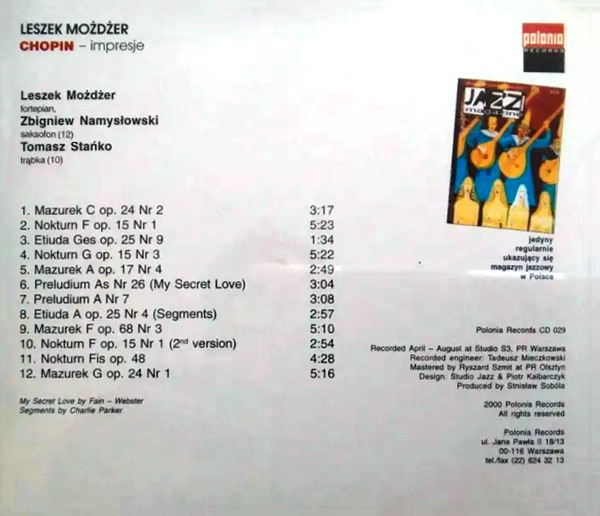 LESZEK MOŻDŻER
CHOPIN – impresje
polonia
RECORDS
Leszek Możdżer
fortepian,
Zbigniew Namysłowski
saksofon (12)
Tomasz Stańko
trąbka (10)
JAZZ
magazine
jedyny
regularnie
ukazujący się
magazyn jazzowy
w Polsce
1. Mazurek C op. 24 Nr 2 3:17
2. Nokturn F op. 15 Nr 1 5:23
3. Etiuda Ges op. 25 Nr 9 1:34
4. Nokturn G op. 15 Nr 3 5:22
5. Mazurek A op. 17 Nr 4 2:49
6. Preludium As Nr 26 (My Secret Love) 3:04
7. Preludium A Nr 7 3:08
8. Etiuda A op. 25 Nr 4 (Segments) 2:57
9. Mazurek F op. 68 Nr 3 5:10
10. Nokturn F op. 15 Nr 1 (2nd version) 2:54
11. Nokturn Fis op. 48 4:28
12. Mazurek G op. 24 Nr 1 5:16
My Secret Love by Fain – Webster
Segments by Charlie Parker
Polonia Records CD 029
Recorded April – August at Studio S3, PR Warszawa
Recorded engineer: Tadeusz Mieczkowski
Mastered by Ryszard Szmit at PR Olsztyn
Design: Studio Jazz & Piotr Kalbarczyk
Produced by Stnisław Sobóla
2000 Polonia Records
All rights reserved
Polonia Records
ul. Jana Pawła II 18/13
00-116 Warszawa
tel./fax (22) 624 32 13